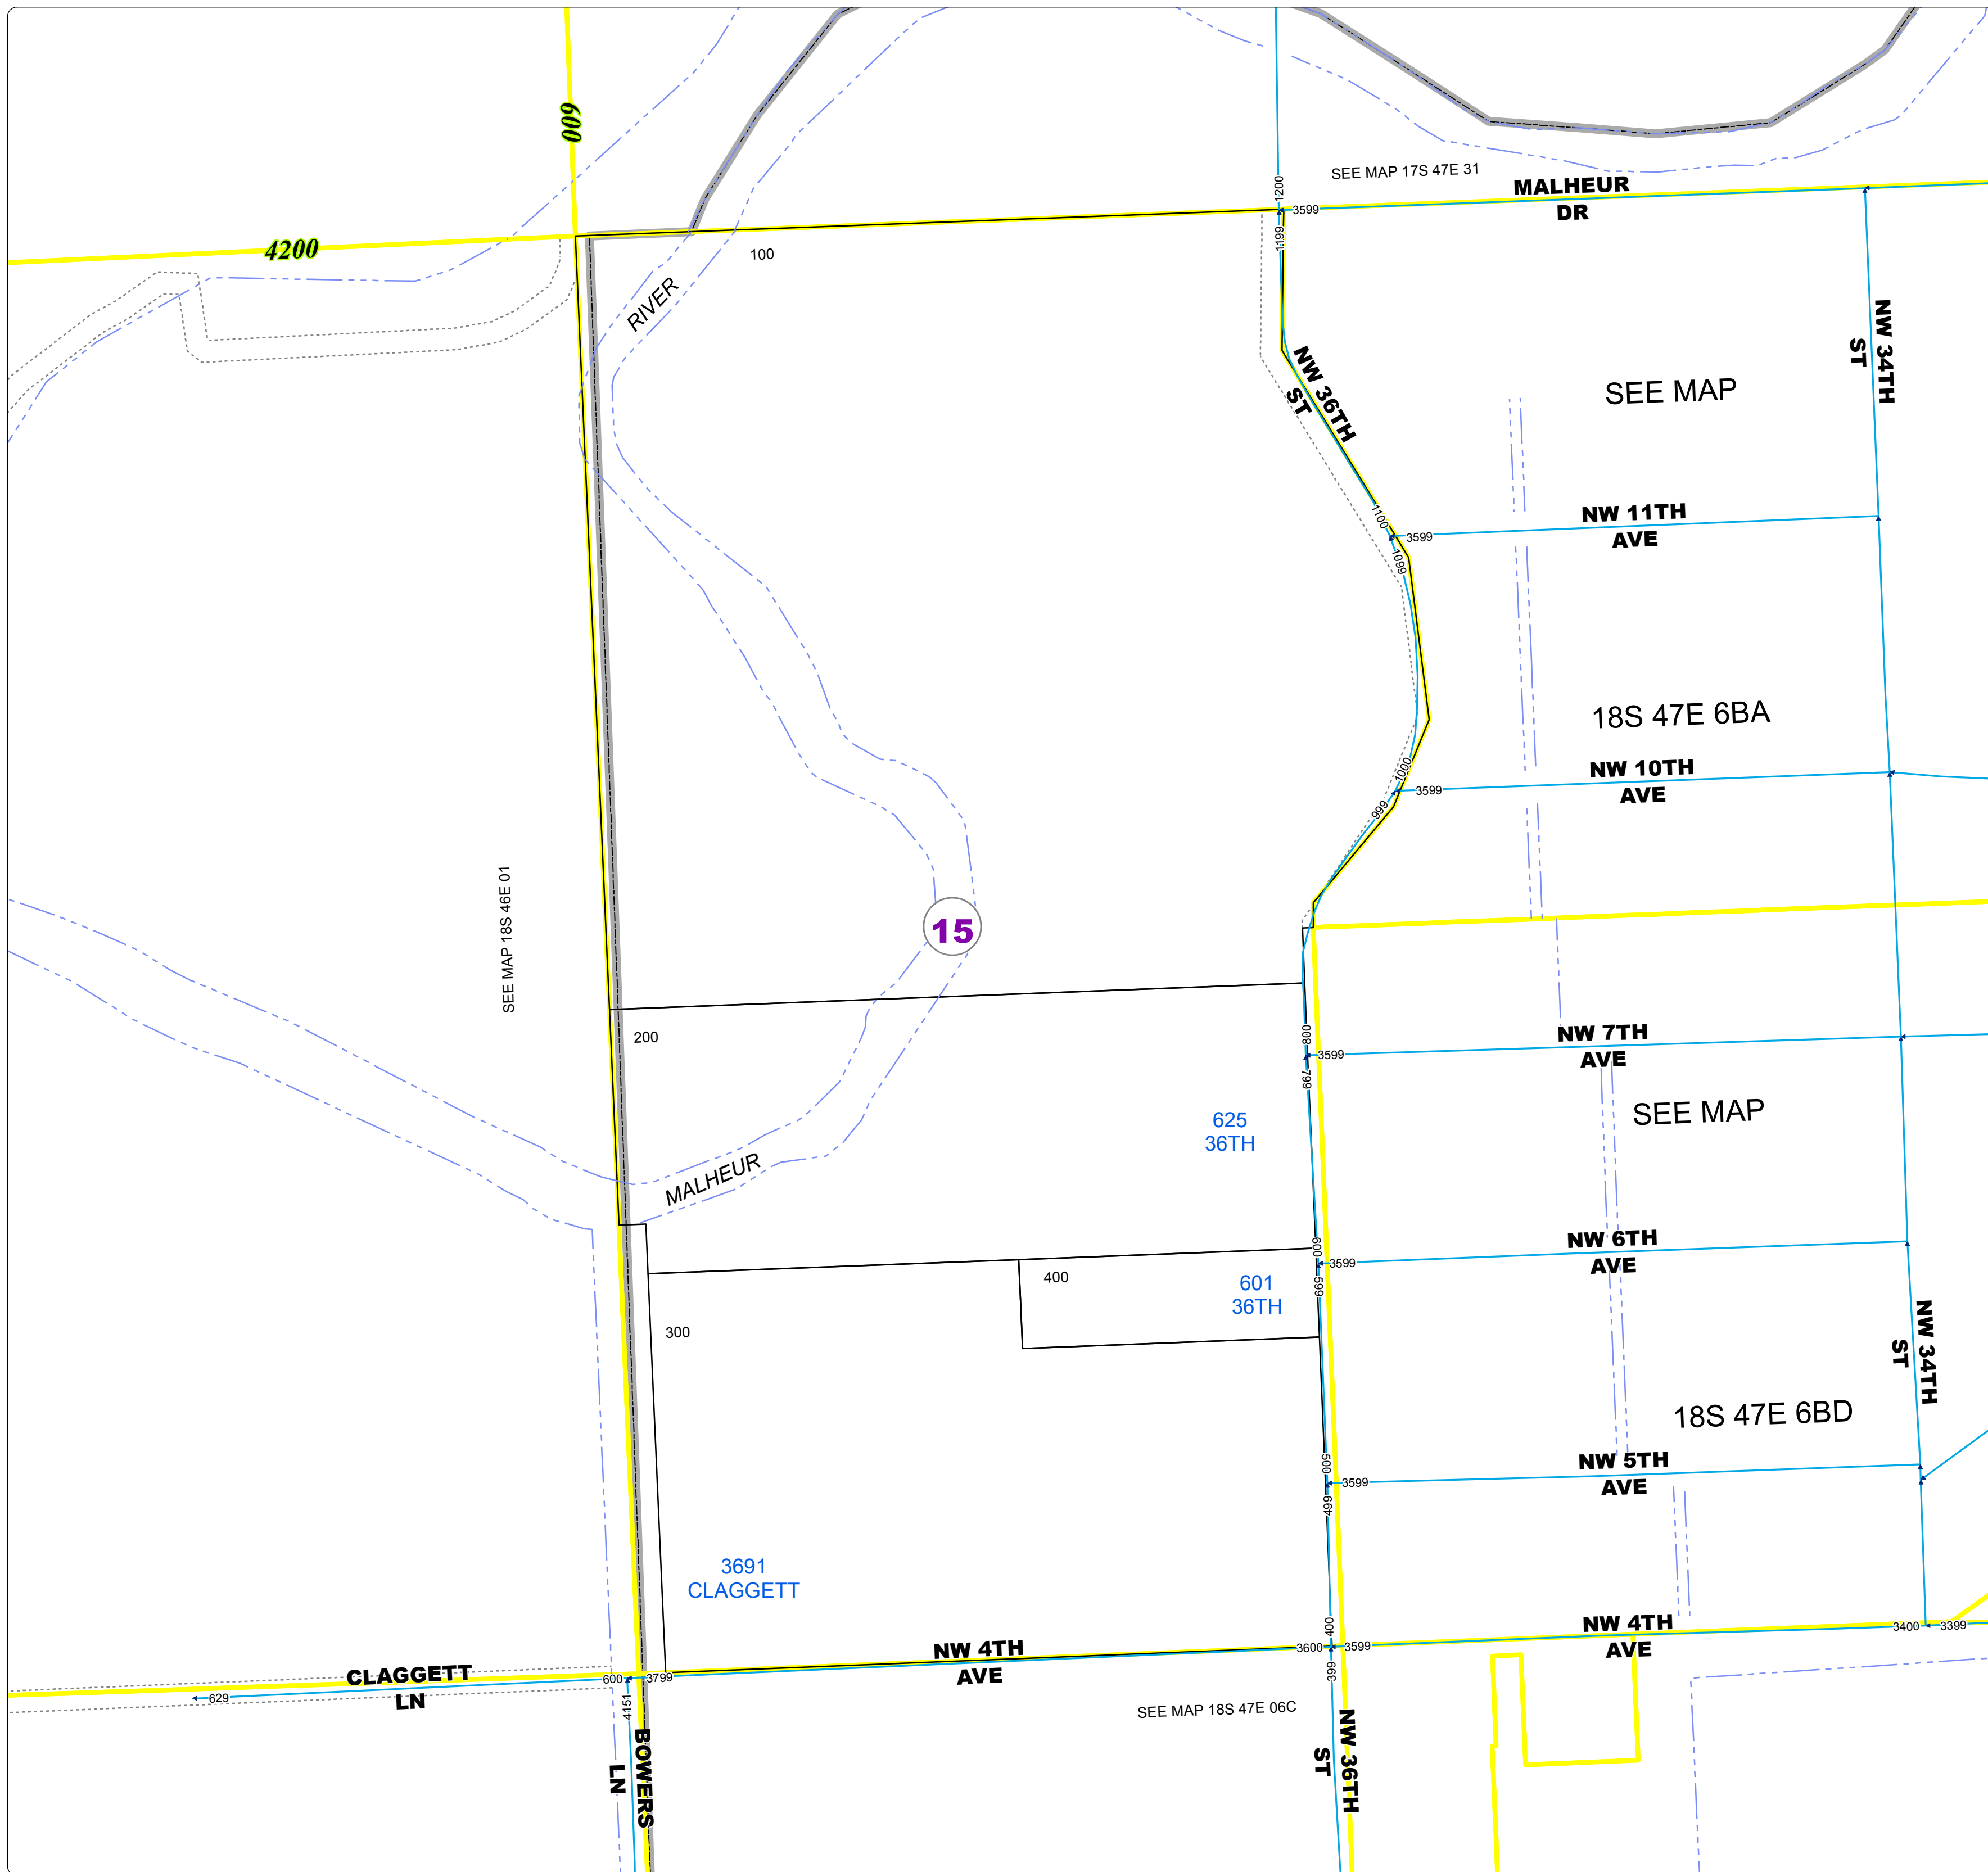 600
4200
SEE MAP 17S 47E 31
MALHEUR
DR
1200
3599
1199
100
RIVER
NW 36TH
ST
NW 34TH
ST
SEE MAP
NW 11TH
AVE
1100
3599
1099
18S 47E 6BA
NW 10TH
AVE
1000
3599
999
SEE MAP 18S 46E 01
15
200
800
3599
799
NW 7TH
AVE
SEE MAP
625
36TH
MALHEUR
600
3599
599
NW 6TH
AVE
400
601
36TH
300
NW 34TH
ST
18S 47E 6BD
NW 5TH
AVE
500
3599
499
3691
CLAGGETT
NW 4TH
AVE
400
3600
3599
399
NW 4TH
AVE
3400
3399
CLAGGETT
LN
629
600
3799
4151
BOWERS
LN
SEE MAP 18S 47E 06C
NW 36TH
ST